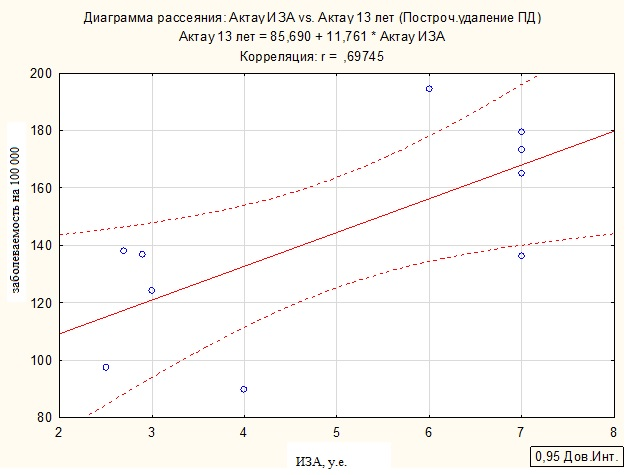 Диаграмма рассеяния: Актау ИЗА vs. Актау 13 лет (Построч.удаление ПД)
Актау 13 лет = 85,690 + 11,761 * Актау ИЗА
Корреляция: r = ,69745
200
180
160
140
120
100
80
заболеваемость на 100 000
2 3 4 5 6 7 8
ИЗА, у.е.
0,95 Дов.Инт.